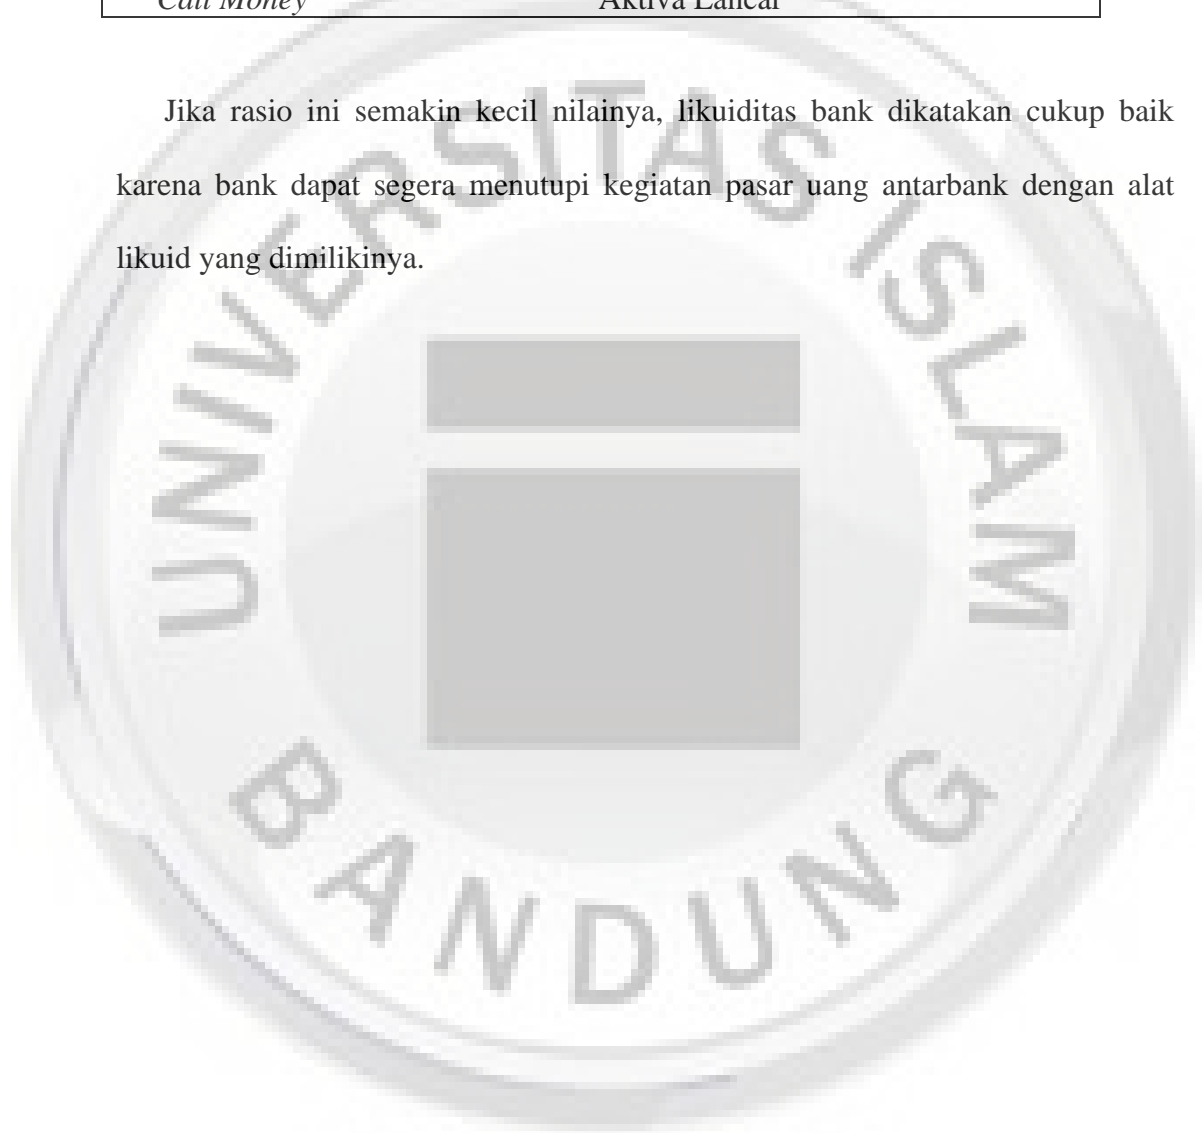 Call Money Aktiva Lancar
Jika rasio ini semakin kecil nilainya, likuiditas bank dikatakan cukup baik
karena bank dapat segera menutupi kegiatan pasar uang antarbank dengan alat
likuid yang dimilikinya.
UNIVERSITAS ISLAM
BANDUNG